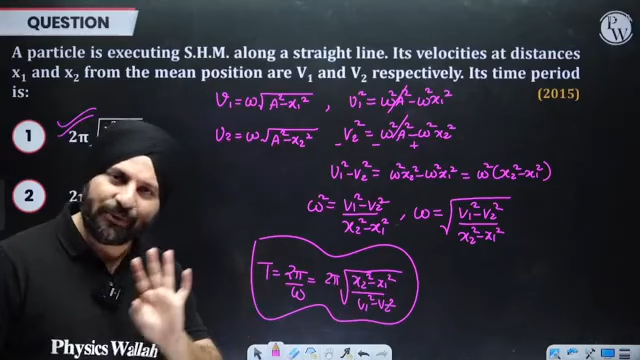 QUESTION
PW
A particle is executing S.H.M. along a straight line. Its velocities at distances
x₁ and x₂ from the mean position are V₁ and V₂ respectively. Its time period
is:
(2015)
V₁ = ω√(A²-x₁²) , V₁² = ω²A² - ω²x₁²
1
2π
V₂ = ω√(A²-x₂²) V₂² = ω²A² - ω²x₂²
- - +
V₁² - V₂² = ω²x₂² - ω²x₁² = ω²(x₂² - x₁²)
2
ω² = (V₁² - V₂²)/(x₂² - x₁²) , ω = √((V₁² - V₂²)/(x₂² - x₁²))
T = 2π/ω = 2π√((x₂² - x₁²)/(V₁² - V₂²))
Physics Wallah